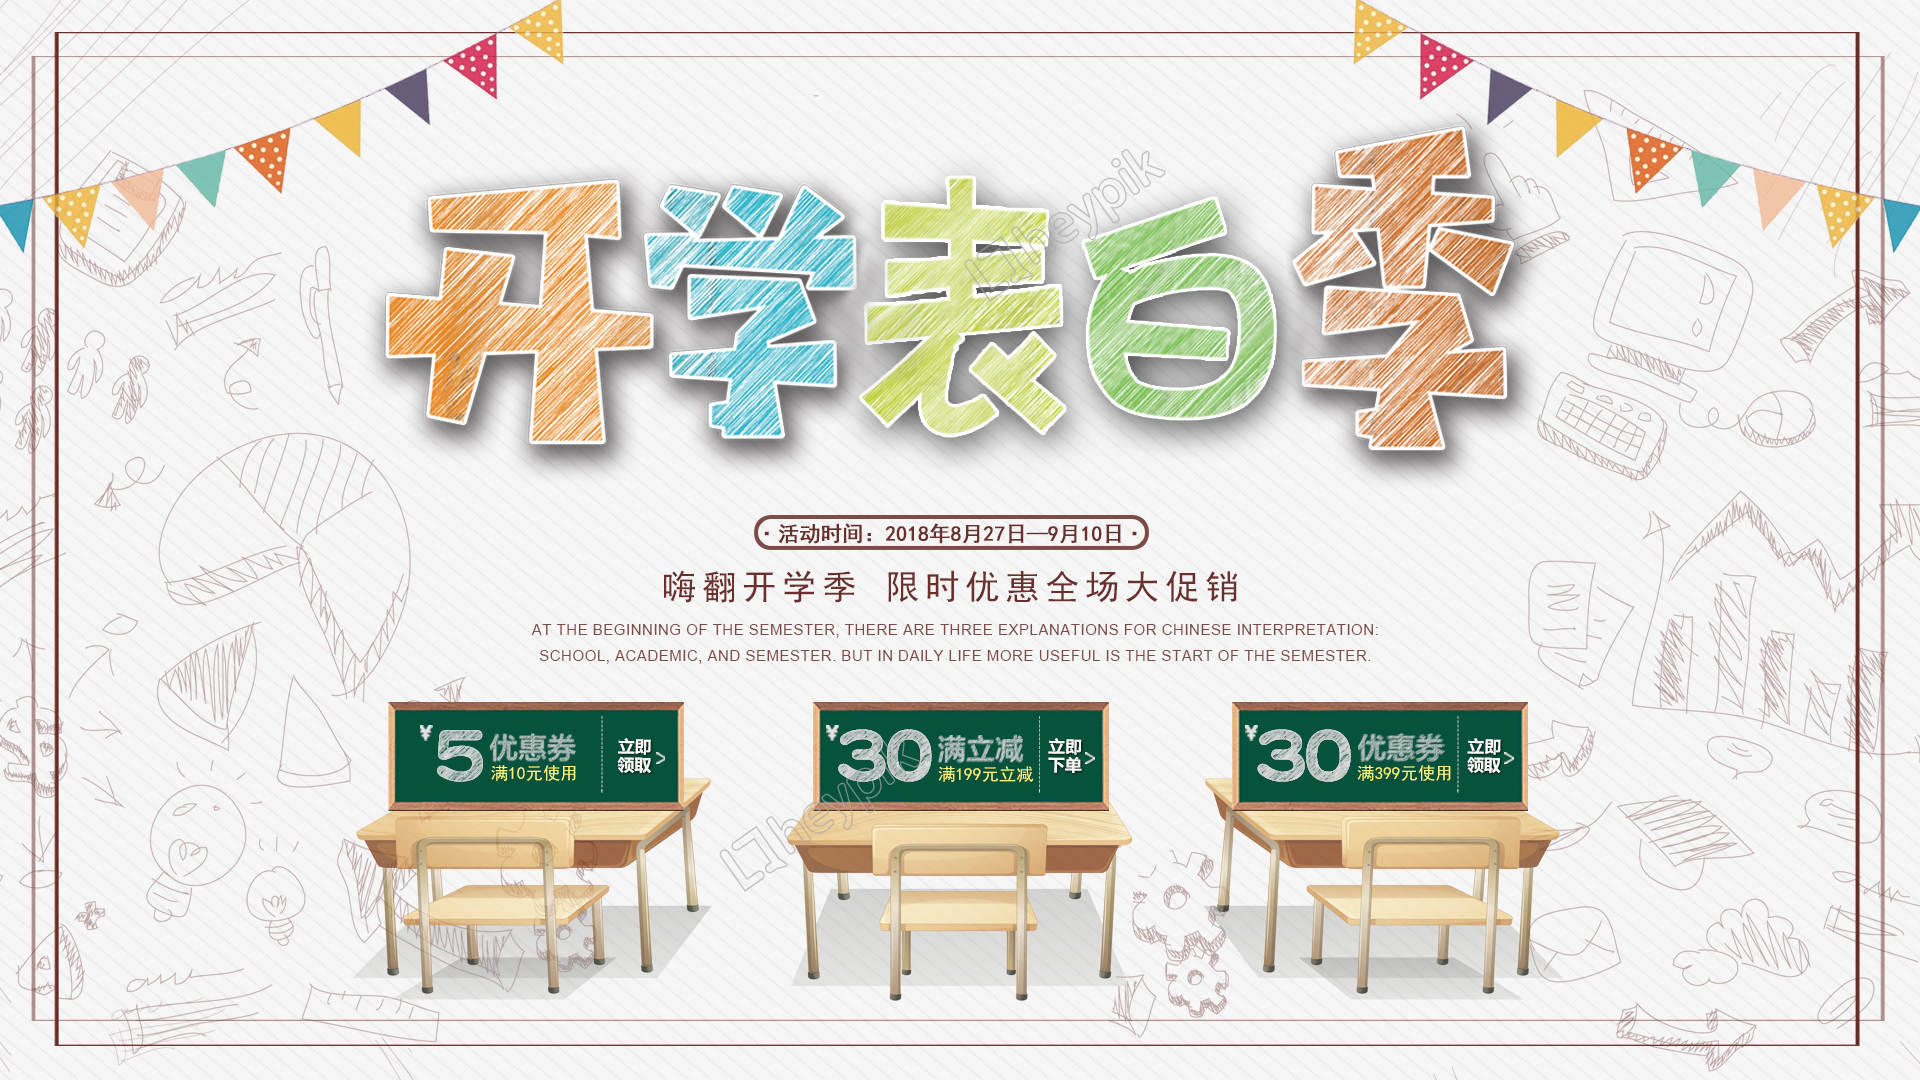 开学表白季
· 活动时间：2018年8月27日—9月10日 ·
嗨翻开学季 限时优惠全场大促销
AT THE BEGINNING OF THE SEMESTER, THERE ARE THREE EXPLANATIONS FOR CHINESE INTERPRETATION:
SCHOOL, ACADEMIC, AND SEMESTER. BUT IN DAILY LIFE MORE USEFUL IS THE START OF THE SEMESTER.
¥5优惠券
满10元使用
立即
领取 >
¥30满立减
满199元立减
立即
下单 >
¥30优惠券
满399元使用
立即
领取 >
heypik
heypik